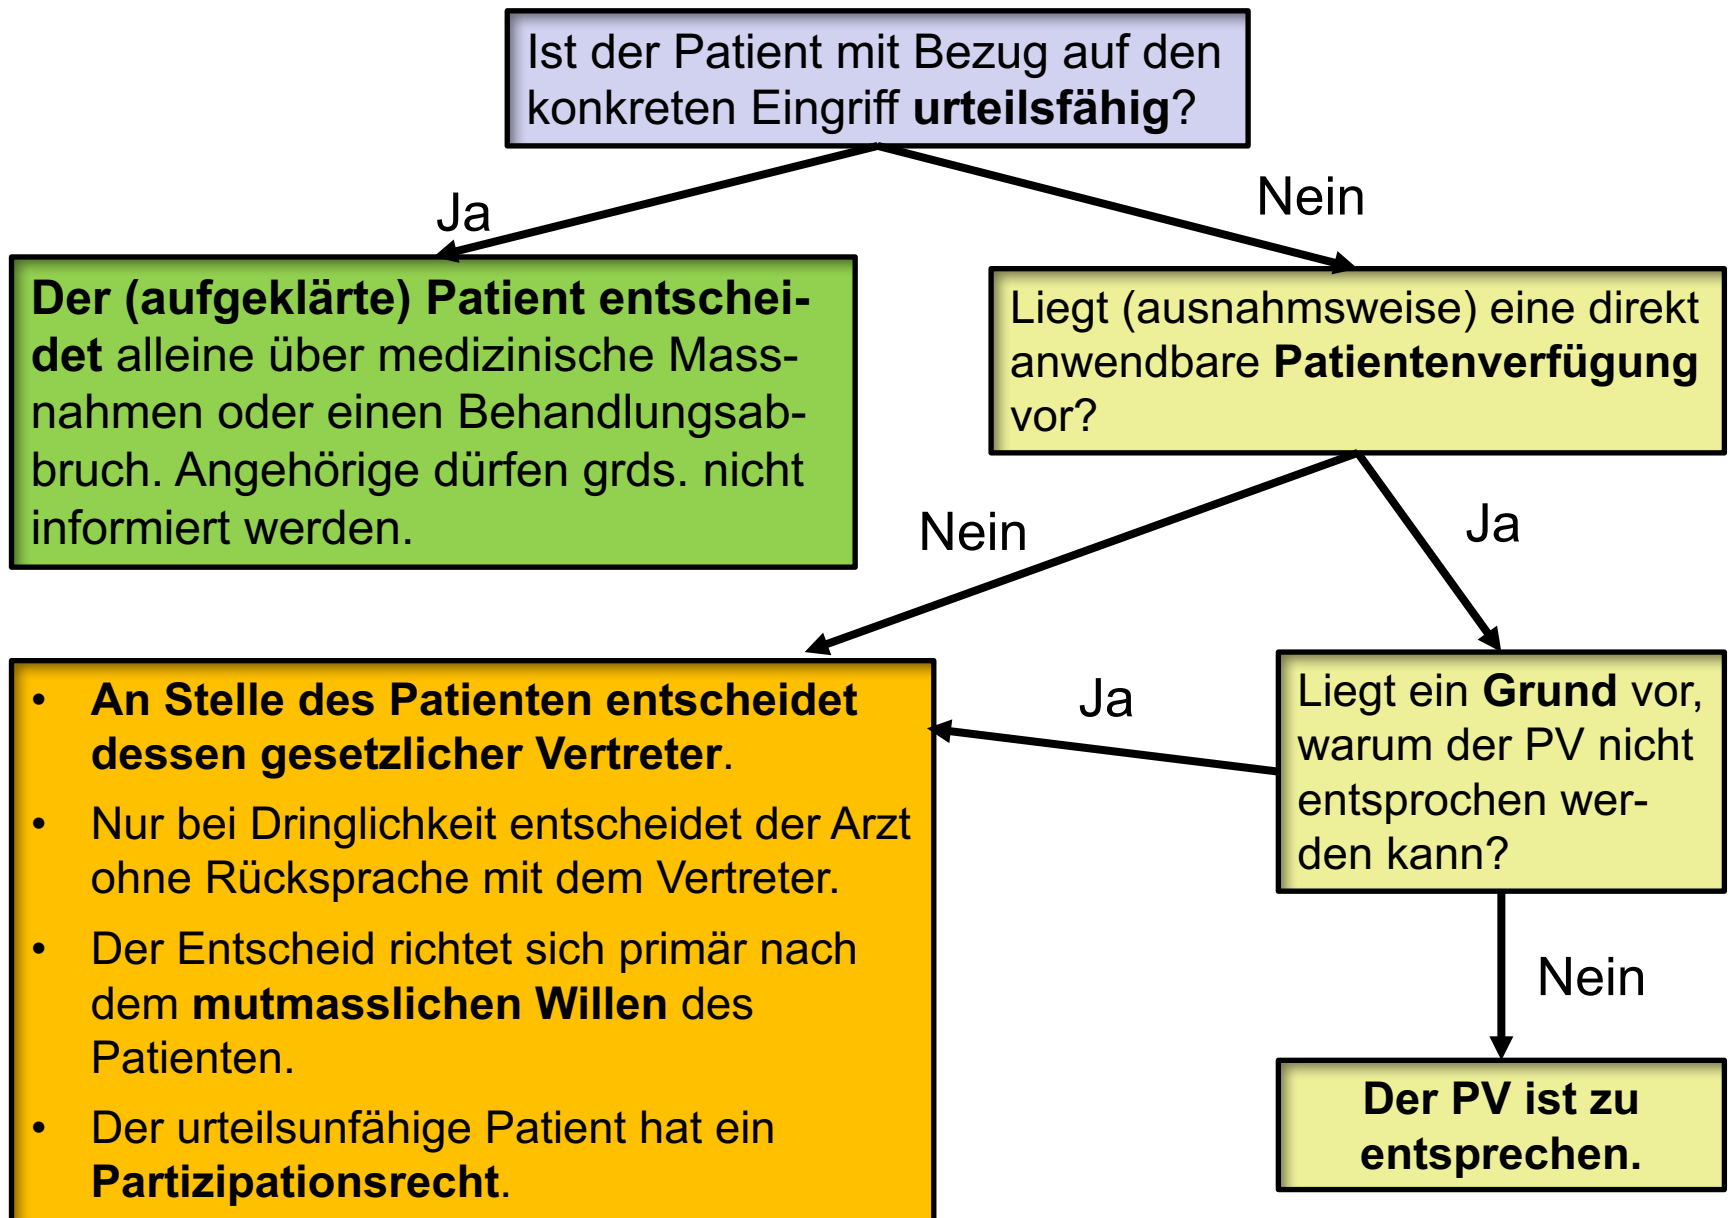 Ist der Patient mit Bezug auf den
konkreten Eingriff urteilsfähig?
Ja
Nein
Der (aufgeklärte) Patient entschei-
det alleine über medizinische Mass-
nahmen oder einen Behandlungsab-
bruch. Angehörige dürfen grds. nicht
informiert werden.
Liegt (ausnahmsweise) eine direkt
anwendbare Patientenverfügung
vor?
Nein
Ja
• An Stelle des Patienten entscheidet
dessen gesetzlicher Vertreter.
• Nur bei Dringlichkeit entscheidet der Arzt
ohne Rücksprache mit dem Vertreter.
• Der Entscheid richtet sich primär nach
dem mutmasslichen Willen des
Patienten.
• Der urteilsunfähige Patient hat ein
Partizipationsrecht.
Ja
Liegt ein Grund vor,
warum der PV nicht
entsprochen wer-
den kann?
Nein
Der PV ist zu
entsprechen.